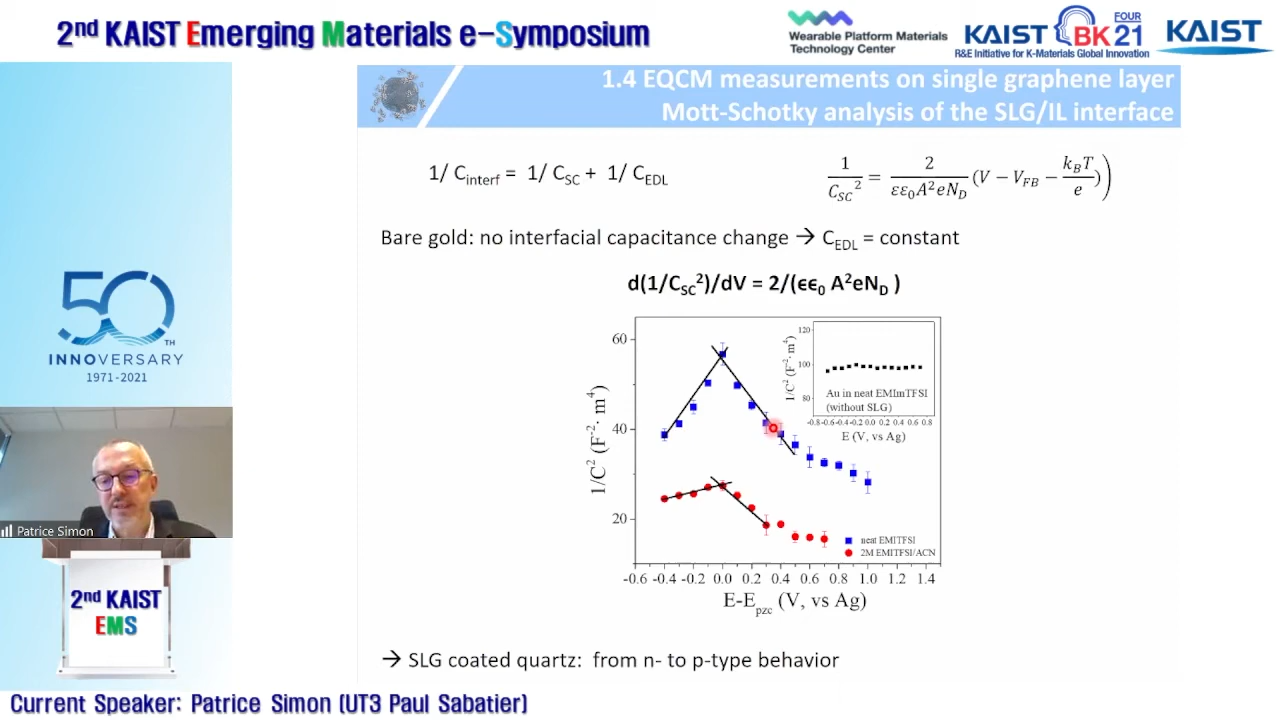 2nd KAIST Emerging Materials e-Symposium
Wearable Platform Materials
Technology Center
KAIST BK21 FOUR
R&E Initiative for K-Materials Global Innovation
KAIST
1.4 EQCM measurements on single graphene layer
Mott-Schotky analysis of the SLG/IL interface
1/ C_interf = 1/ C_SC + 1/ C_EDL
1/C_SC² = 2/(εε₀A²eN_D) (V − V_FB − k_BT/e))
Bare gold: no interfacial capacitance change → C_EDL = constant
d(1/C_SC²)/dV = 2/(ϵϵ₀ A²eN_D )
60
40
20
1/C² (F⁻²· m⁴)
-0.6 -0.4 -0.2 0.0 0.2 0.4 0.6 0.8 1.0 1.2 1.4
E-E_pzc (V, vs Ag)
120
100
80
1/C² (F⁻²· m⁴)
Au in neat EMImTFSI
(without SLG)
-0.8 -0.6 -0.4 -0.2 0.0 0.2 0.4 0.6 0.8
E (V, vs Ag)
neat EMITFSI
2M EMITFSI/ACN
→ SLG coated quartz: from n- to p-type behavior
50TH
INNOVERSARY
1971-2021
Patrice Simon
2nd KAIST
EMS
Current Speaker: Patrice Simon (UT3 Paul Sabatier)